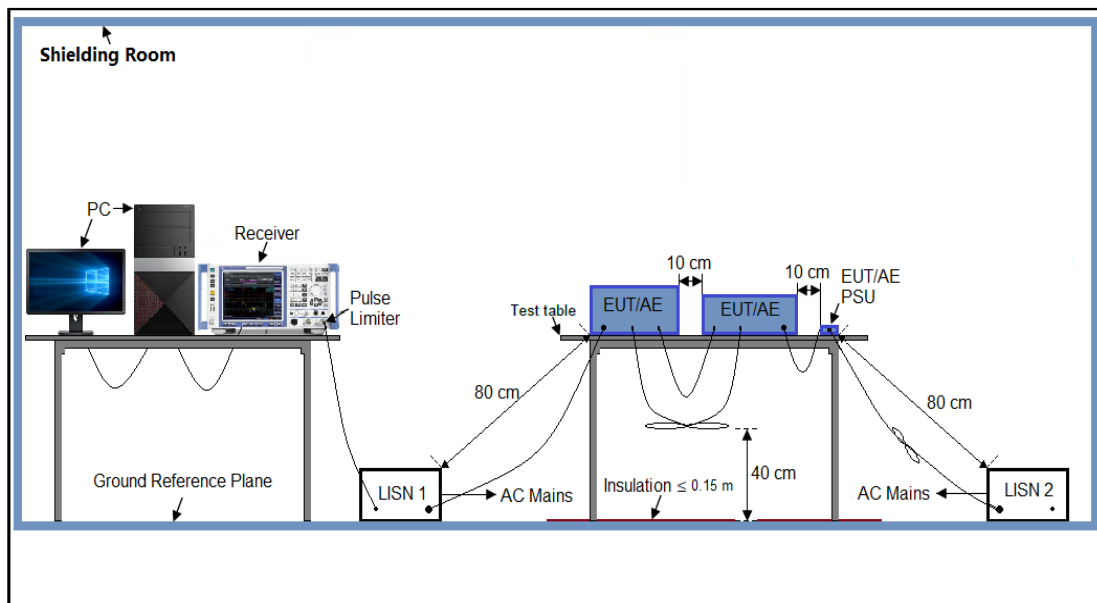 Shielding Room
PC
Receiver
Pulse
Limiter
10 cm
10 cm
EUT/AE
PSU
EUT/AE
EUT/AE
Test table
80 cm
80 cm
40 cm
Ground Reference Plane
LISN 1
AC Mains
Insulation ≤ 0.15 m
AC Mains
LISN 2